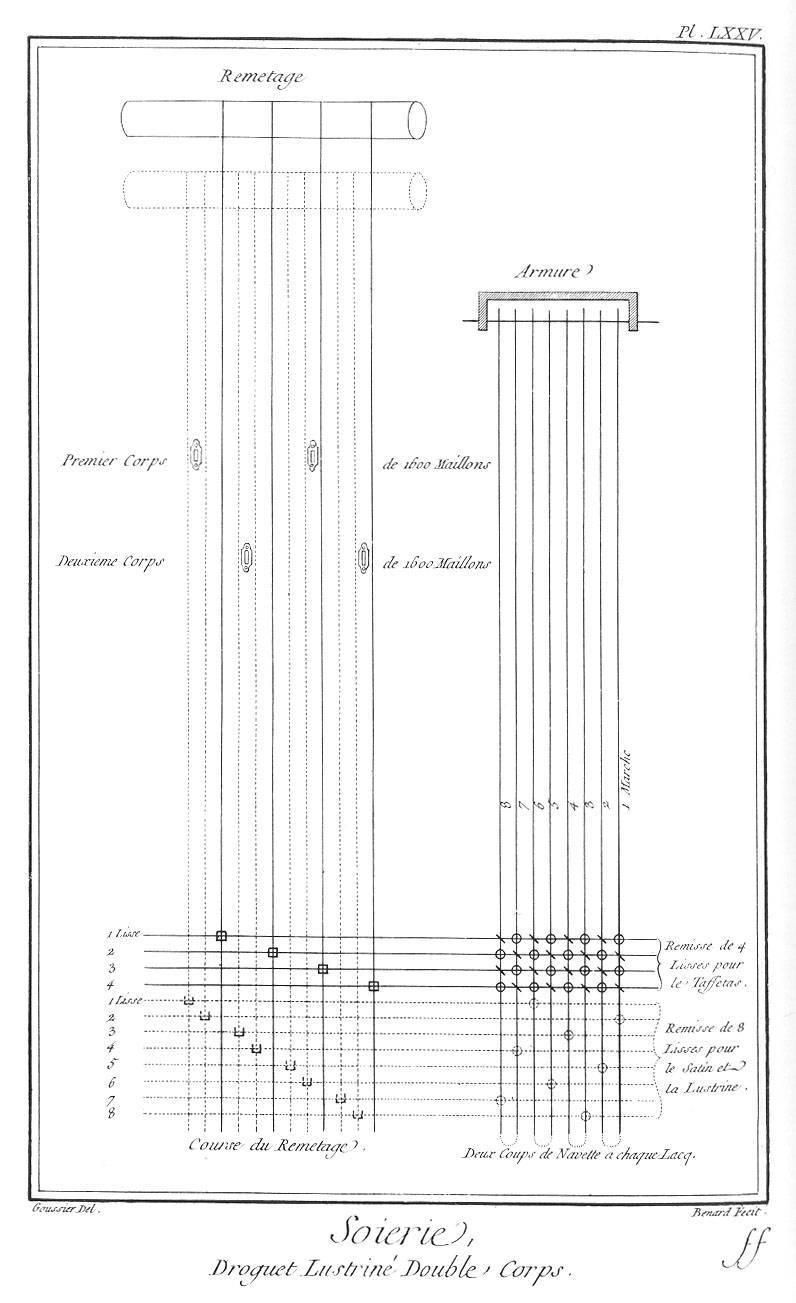 Pl. LXXV.
Remetage
Armure
Premier Corps
de 1600 Maillons
Deuxieme Corps
de 1600 Maillons
8 7 6 5 4 3 2 1 Marche
1 Lisse
2
3
4
Remisse de 4
Lisses pour
le Taffetas.
1 Lisse
2
3
4
5
6
7
8
Remisse de 8
Lisses pour
le Satin et
la Lustrine.
Course du Remetage.
Deux Coups de Navette a chaque Lacq.
Goussier Del.
Benard Fecit.
Soierie,
Droguet Lustriné Double Corps.
ff